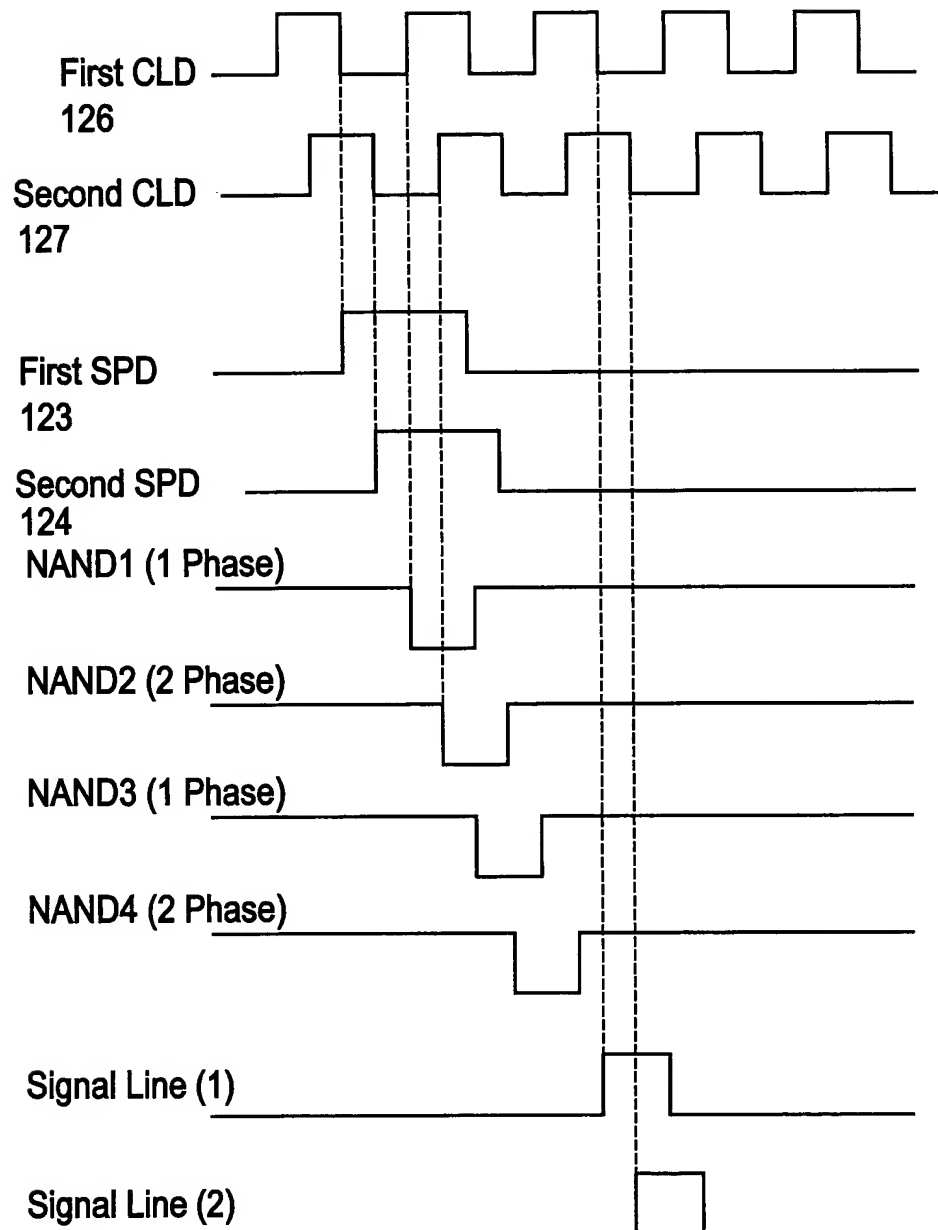 First CLD
126
Second CLD
127
First SPD
123
Second SPD
124
NAND1 (1 Phase)
NAND2 (2 Phase)
NAND3 (1 Phase)
NAND4 (2 Phase)
Signal Line (1)
Signal Line (2)